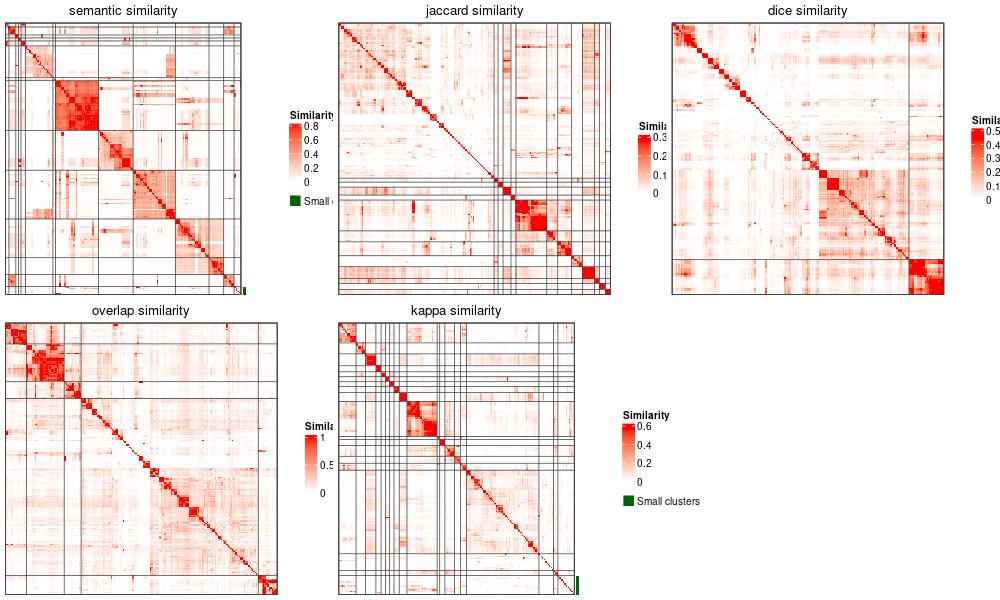 semantic similarity
Similarity
0.8
0.6
0.4
0.2
0
Small
jaccard similarity
Simila
0.3
0.2
0.1
0
dice similarity
Simila
0.5
0.4
0.3
0.2
0.1
0
overlap similarity
Simila
1
0.5
0
kappa similarity
Similarity
0.6
0.4
0.2
0
Small clusters